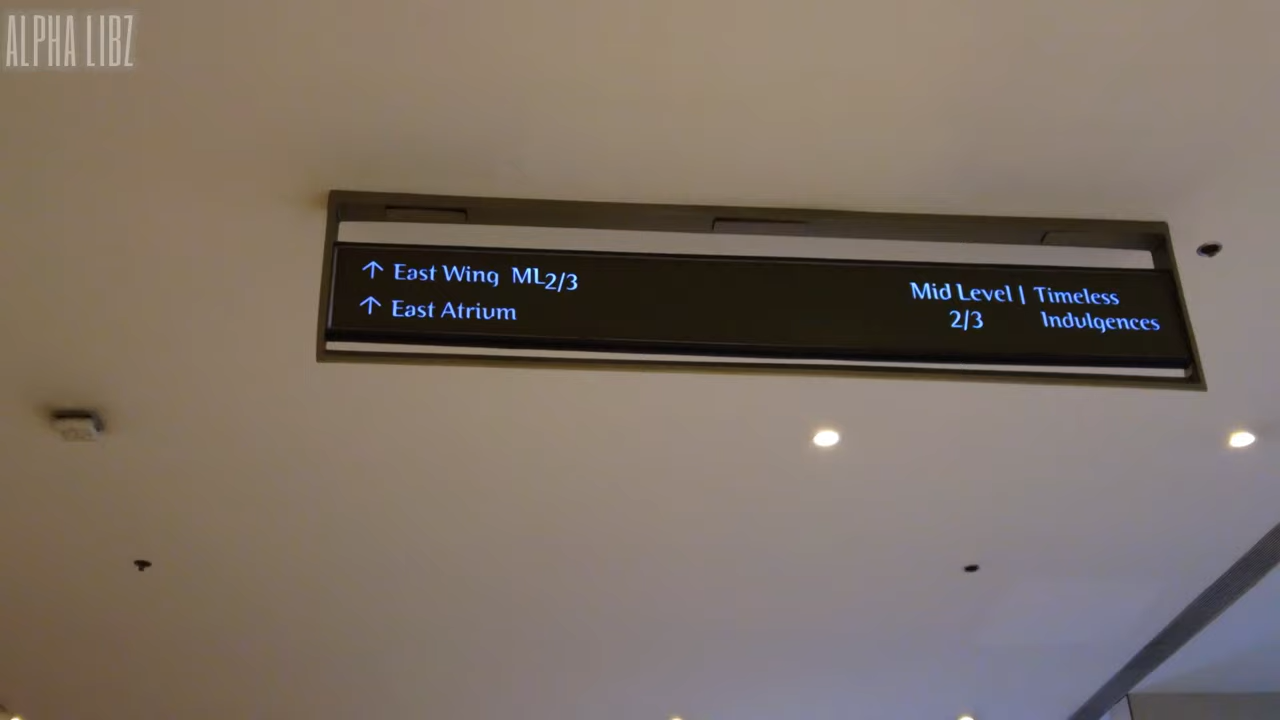 ALPHA LIBZ
↑ East Wing ML2/3
↑ East Atrium
Mid Level | Timeless
2/3 Indulgences